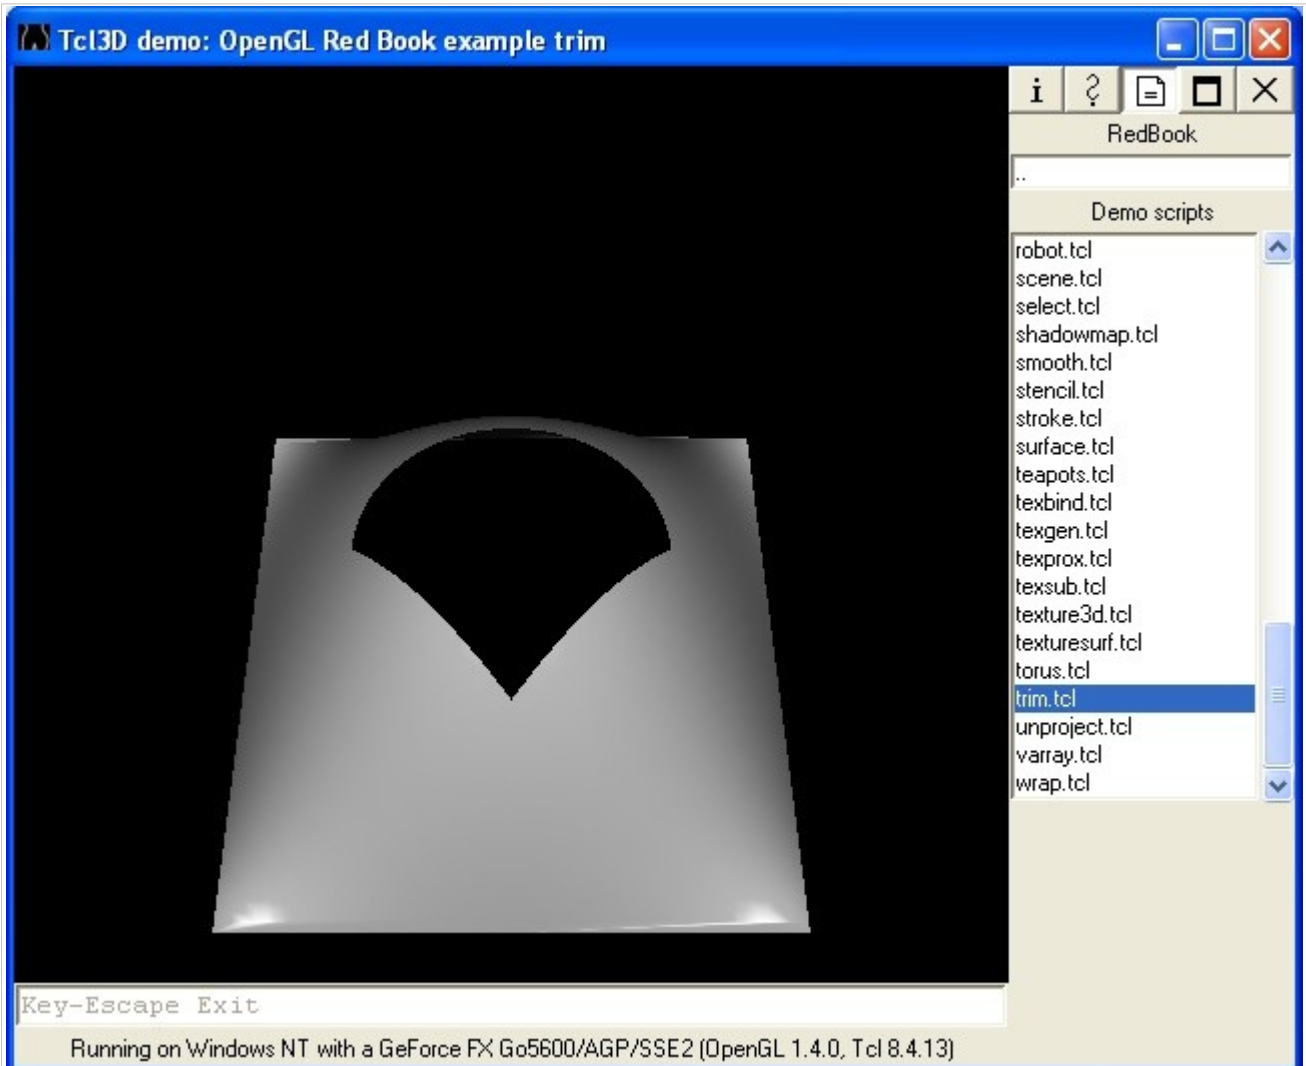 Tcl3D demo: OpenGL Red Book example trim
RedBook
..
Demo scripts
robot.tcl
scene.tcl
select.tcl
shadowmap.tcl
smooth.tcl
stencil.tcl
stroke.tcl
surface.tcl
teapots.tcl
texbind.tcl
texgen.tcl
texprox.tcl
texsub.tcl
texture3d.tcl
texturesurf.tcl
torus.tcl
trim.tcl
unproject.tcl
varray.tcl
wrap.tcl
Key-Escape Exit
Running on Windows NT with a GeForce FX Go5600/AGP/SSE2 (OpenGL 1.4.0, Tcl 8.4.13)